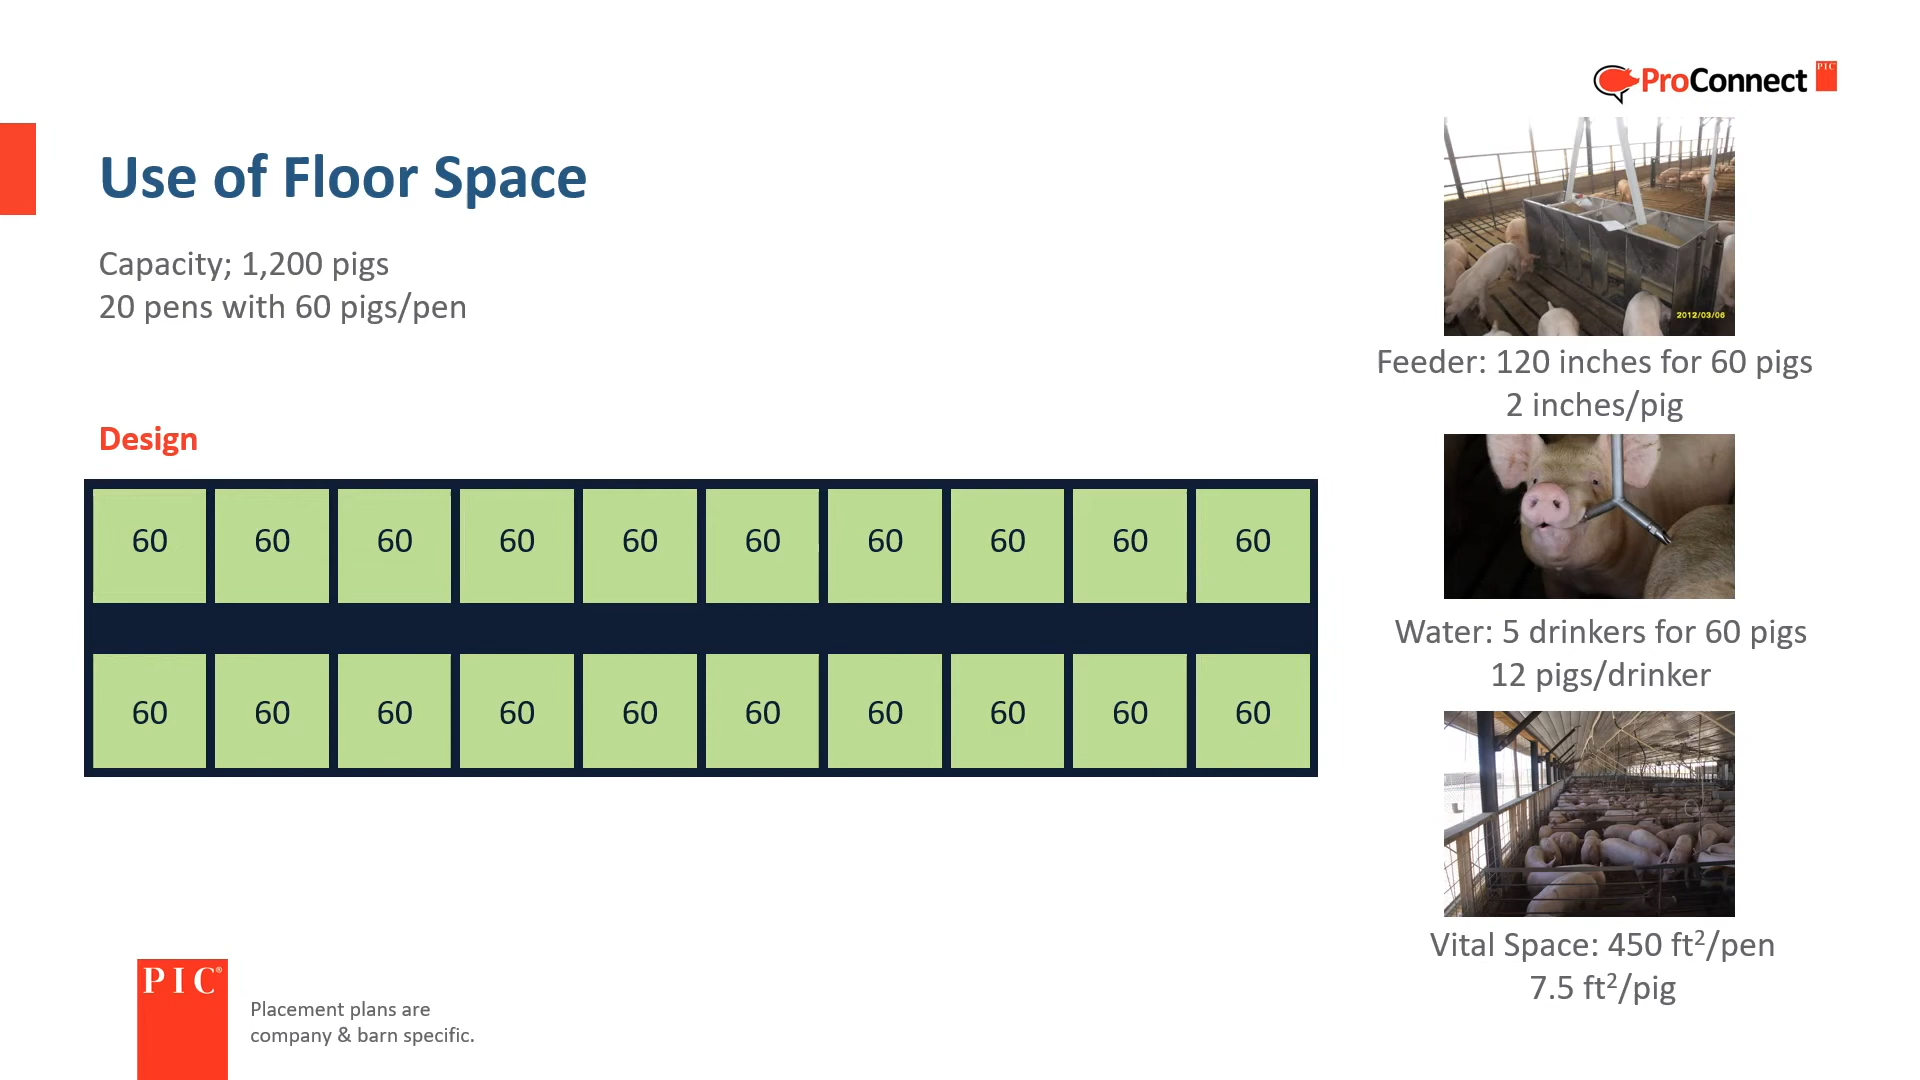 ProConnect PIC
Use of Floor Space
Capacity; 1,200 pigs
20 pens with 60 pigs/pen
Design
60 60 60 60 60 60 60 60 60 60
60 60 60 60 60 60 60 60 60 60
2012/03/06
Feeder: 120 inches for 60 pigs
2 inches/pig
Water: 5 drinkers for 60 pigs
12 pigs/drinker
Vital Space: 450 ft²/pen
7.5 ft²/pig
PIC®
Placement plans are
company & barn specific.